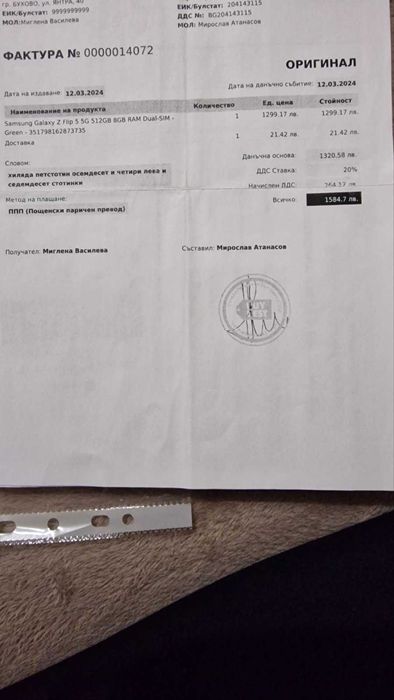 гр. БУХОВО, ул. ЯНТРА, 40
ЕИК/Булстат: 9999999999
МОЛ:Миглена Василева
ЕИК/Булстат: 204143115
ДДС №: BG204143115
МОЛ: Мирослав Атанасов
ФАКТУРА № 0000014072
ОРИГИНАЛ
Дата на издаване: 12.03.2024
Дата на данъчно събитие: 12.03.2024
Наименование на продукта Количество Ед. цена Стойност
Samsung Galaxy Z Flip 5 5G 512GB 8GB RAM Dual-SIM - 1 1299.17 лв. 1299.17 лв.
Green - 351798162873735
Доставка 1 21.42 лв. 21.42 лв.
Словом:
хиляда петстотин осемдесет и четири лева и
седемдесет стотинки
Данъчна основа: 1320.58 лв.
ДДС Ставка: 20%
Начислен ДДС: 264.12 лв.
Метод на плащане:
ППП (Пощенски паричен превод)
Всичко: 1584.7 лв.
Получател: Миглена Василева
Съставил: Мирослав Атанасов
BUY
BEST